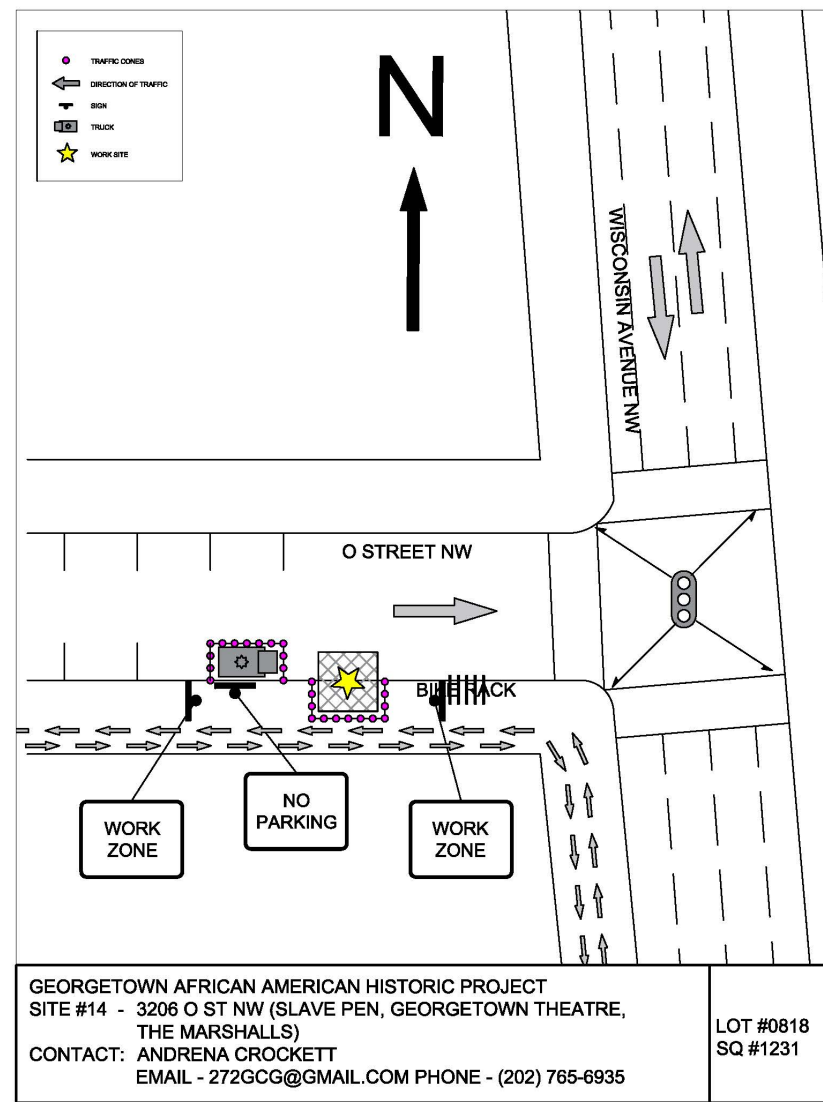 TRAFFIC CONES
DIRECTION OF TRAFFIC
SIGN
TRUCK
WORK SITE
N
WISCONSIN AVENUE NW
O STREET NW
BIKE RACK
WORK
ZONE
NO
PARKING
WORK
ZONE
GEORGETOWN AFRICAN AMERICAN HISTORIC PROJECT
SITE #14 - 3206 O ST NW (SLAVE PEN, GEORGETOWN THEATRE,
THE MARSHALLS)
CONTACT: ANDRENA CROCKETT
EMAIL - 272GCG@GMAIL.COM PHONE - (202) 765-6935
LOT #0818
SQ #1231